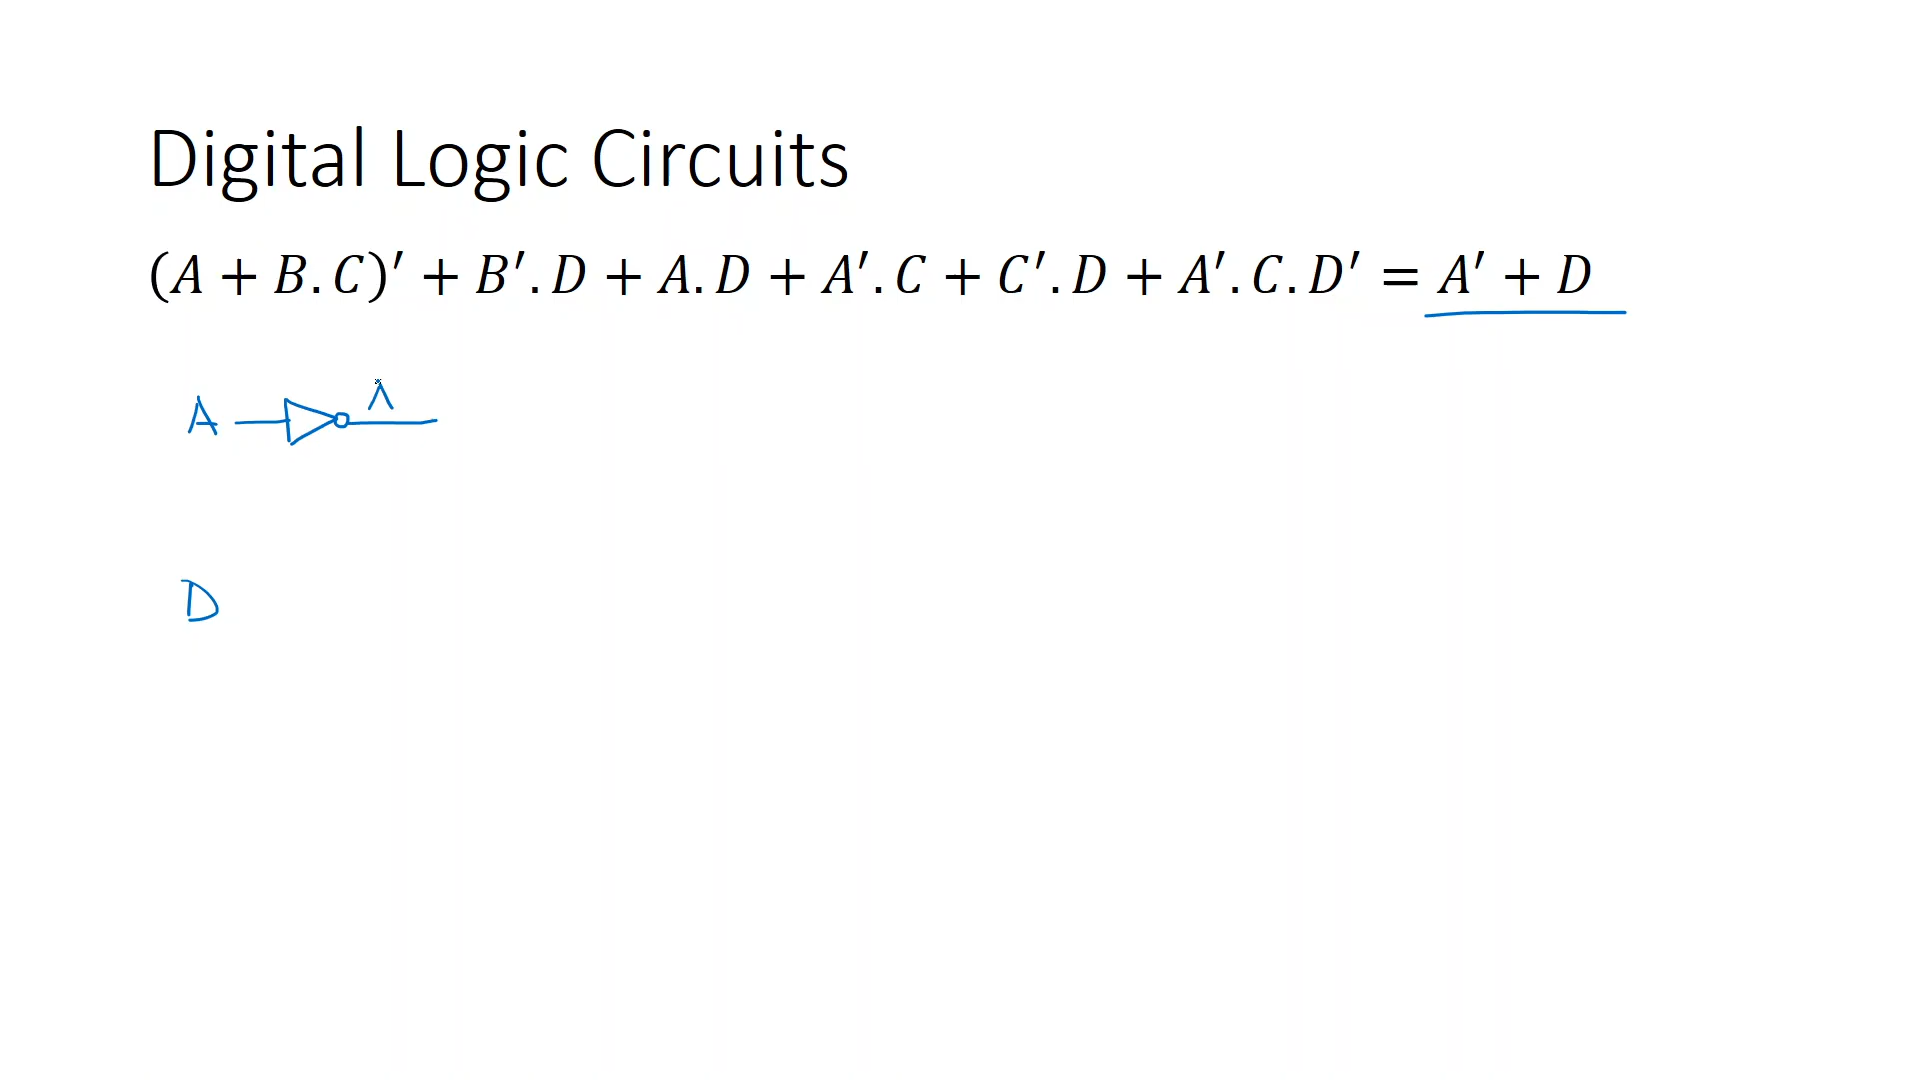 Digital Logic Circuits
(A + B.C)′ + B′.D + A.D + A′.C + C′.D + A′.C.D′ = A′ + D
A
D